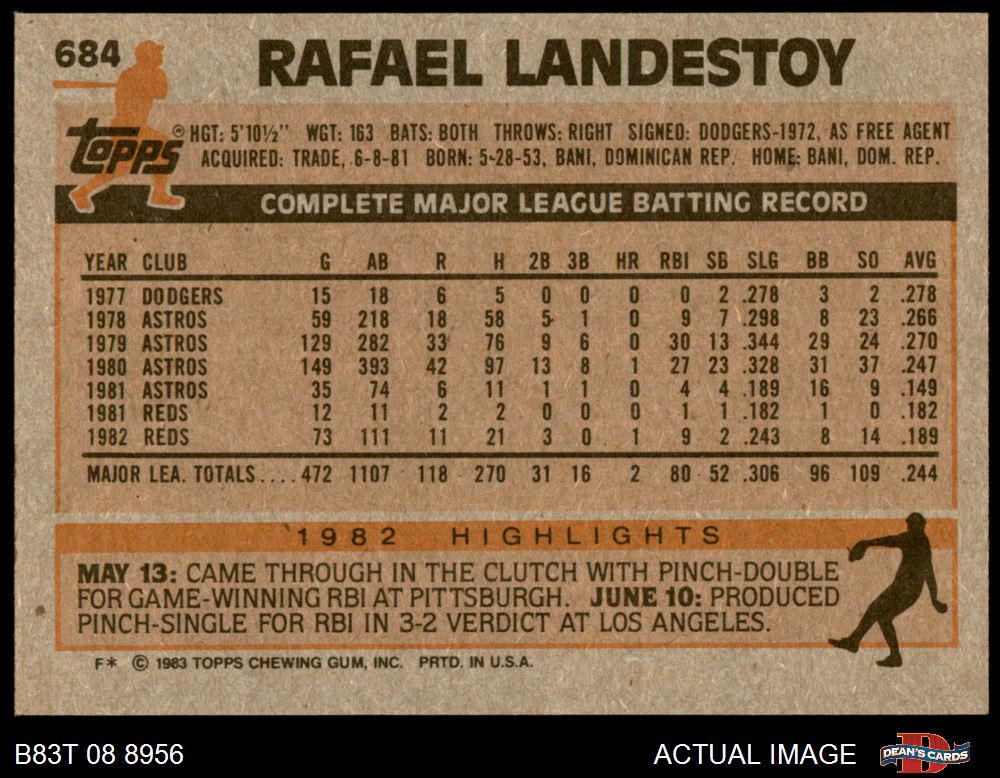 684 RAFAEL LANDESTOY
Topps® HGT: 5'10½" WGT: 163 BATS: BOTH THROWS: RIGHT SIGNED: DODGERS-1972, AS FREE AGENT
ACQUIRED: TRADE, 6-8-81 BORN: 5-28-53, BANI, DOMINICAN REP. HOME: BANI, DOM. REP.
COMPLETE MAJOR LEAGUE BATTING RECORD
YEAR CLUB G AB R H 2B 3B HR RBI SB SLG BB SO AVG
1977 DODGERS 15 18 6 5 0 0 0 0 2 .278 3 2 .278
1978 ASTROS 59 218 18 58 5 1 0 9 7 .298 8 23 .266
1979 ASTROS 129 282 33 76 9 6 0 30 13 .344 29 24 .270
1980 ASTROS 149 393 42 97 13 8 1 27 23 .328 31 37 .247
1981 ASTROS 35 74 6 11 1 1 0 4 4 .189 16 9 .149
1981 REDS 12 11 2 2 0 0 0 1 1 .182 1 0 .182
1982 REDS 73 111 11 21 3 0 1 9 2 .243 8 14 .189
MAJOR LEA. TOTALS.... 472 1107 118 270 31 16 2 80 52 .306 96 109 .244
1982 HIGHLIGHTS
MAY 13: CAME THROUGH IN THE CLUTCH WITH PINCH-DOUBLE
FOR GAME-WINNING RBI AT PITTSBURGH. JUNE 10: PRODUCED
PINCH-SINGLE FOR RBI IN 3-2 VERDICT AT LOS ANGELES.
F* © 1983 TOPPS CHEWING GUM, INC. PRTD. IN U.S.A.
B83T 08 8956 ACTUAL IMAGE D DEAN'S CARDS